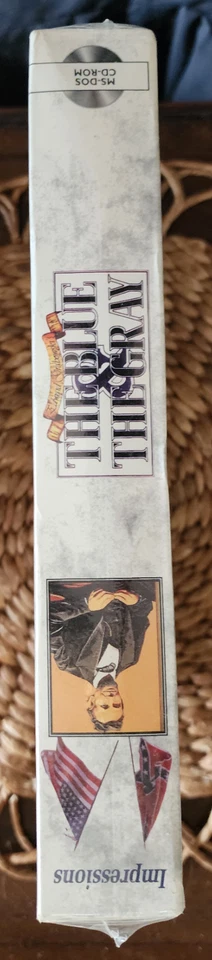 MS-DOS
CD-ROM
THE BLUE
&
THE GRAY
Impressions